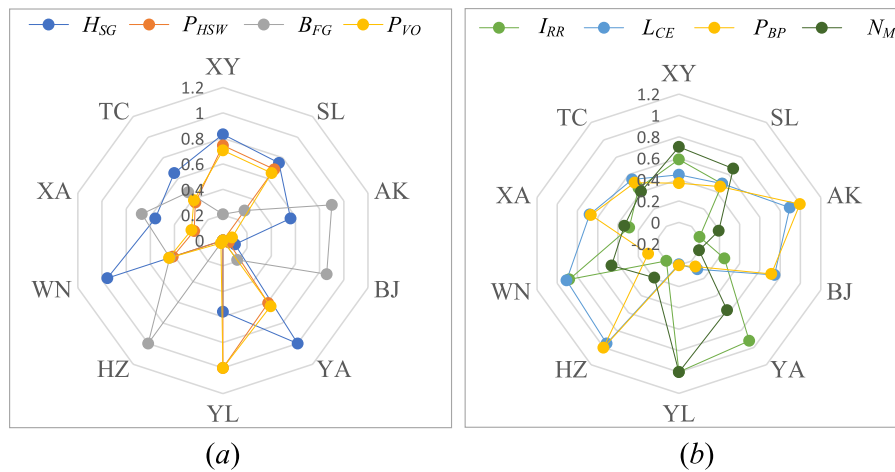 H_SG P_HSW B_FG P_VO
XY
SL
AK
BJ
YA
YL
HZ
WN
XA
TC
1.2
1
0.8
0.6
0.4
0.2
0
(a)
I_RR L_CE P_BP N_M
XY
SL
AK
BJ
YA
YL
HZ
WN
XA
TC
1.2
1
0.8
0.6
0.4
0.2
0
-0.2
(b)